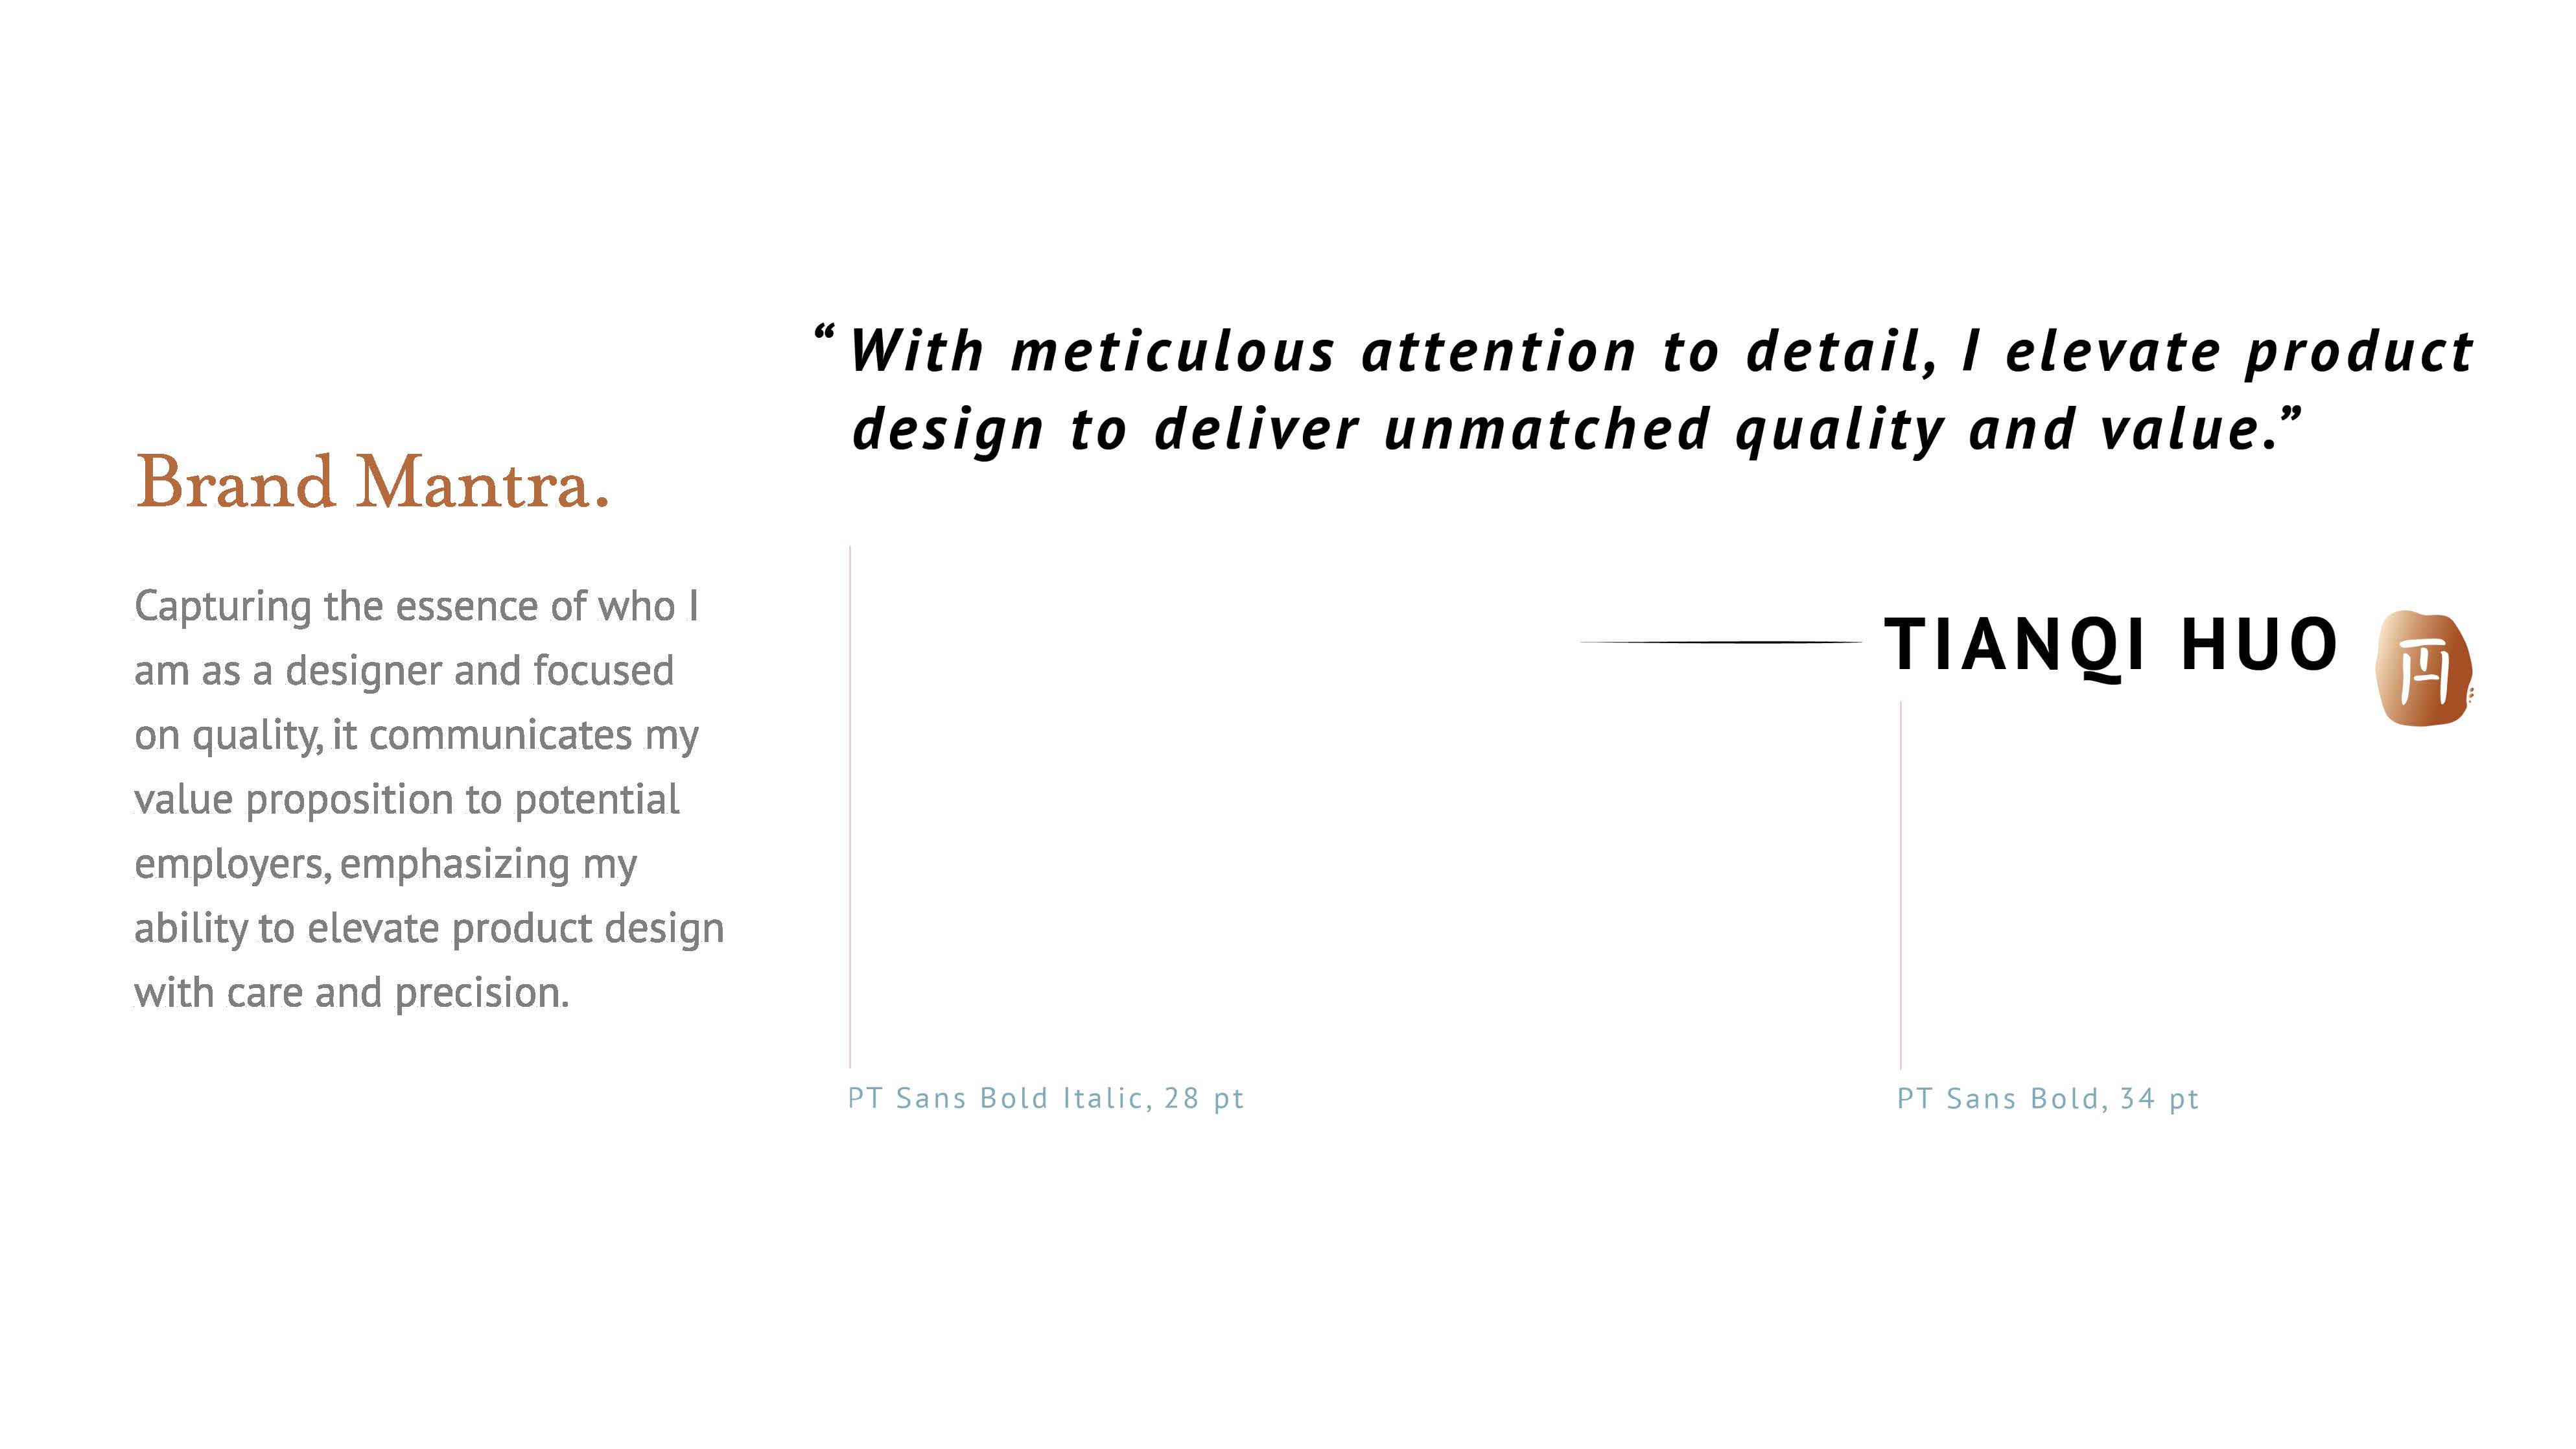 Brand Mantra.
Capturing the essence of who I
am as a designer and focused
on quality, it communicates my
value proposition to potential
employers, emphasizing my
ability to elevate product design
with care and precision.
“ With meticulous attention to detail, I elevate product
design to deliver unmatched quality and value.”
TIANQI HUO
PT Sans Bold Italic, 28 pt
PT Sans Bold, 34 pt